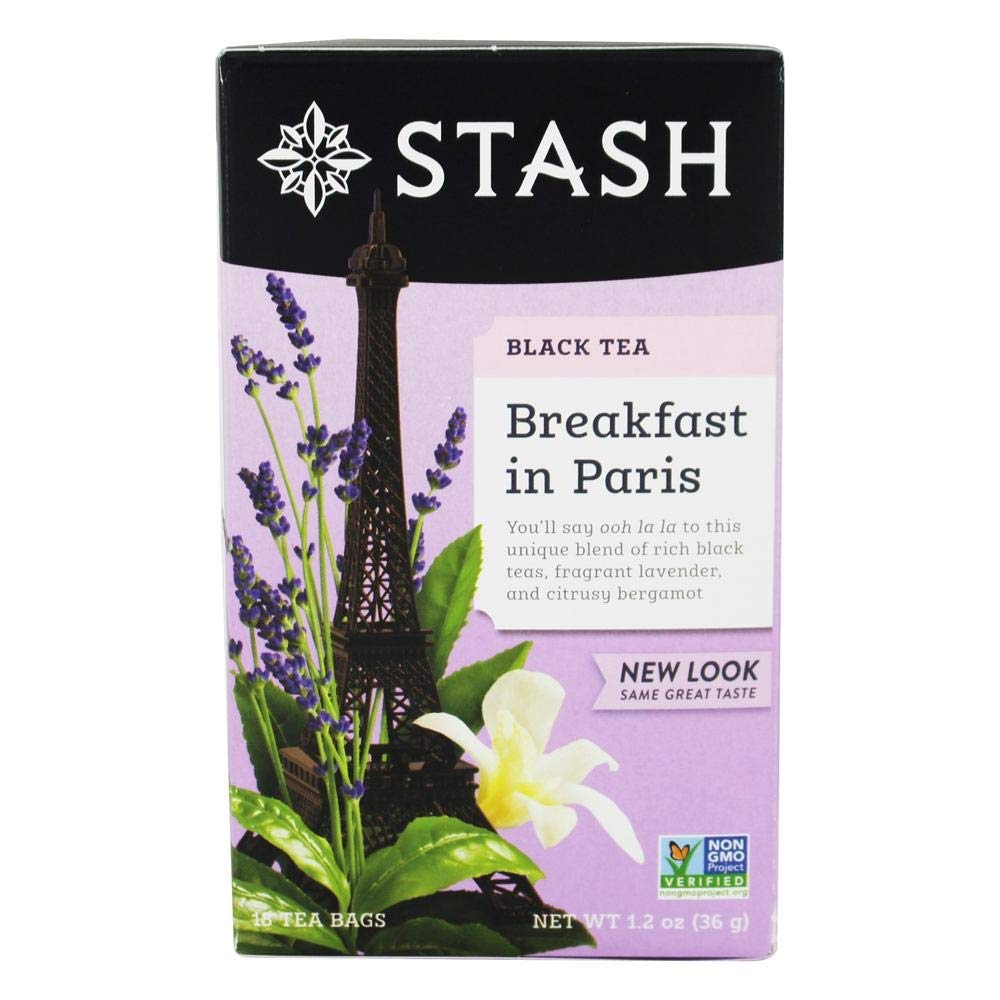 STASH
BLACK TEA
Breakfast
in Paris
You'll say ooh la la to this
unique blend of rich black
teas, fragrant lavender,
and citrusy bergamot
NEW LOOK
SAME GREAT TASTE
NON
GMO
Project
VERIFIED
nongmoproject.org
18 TEA BAGS
NET WT 1.2 oz (36 g)